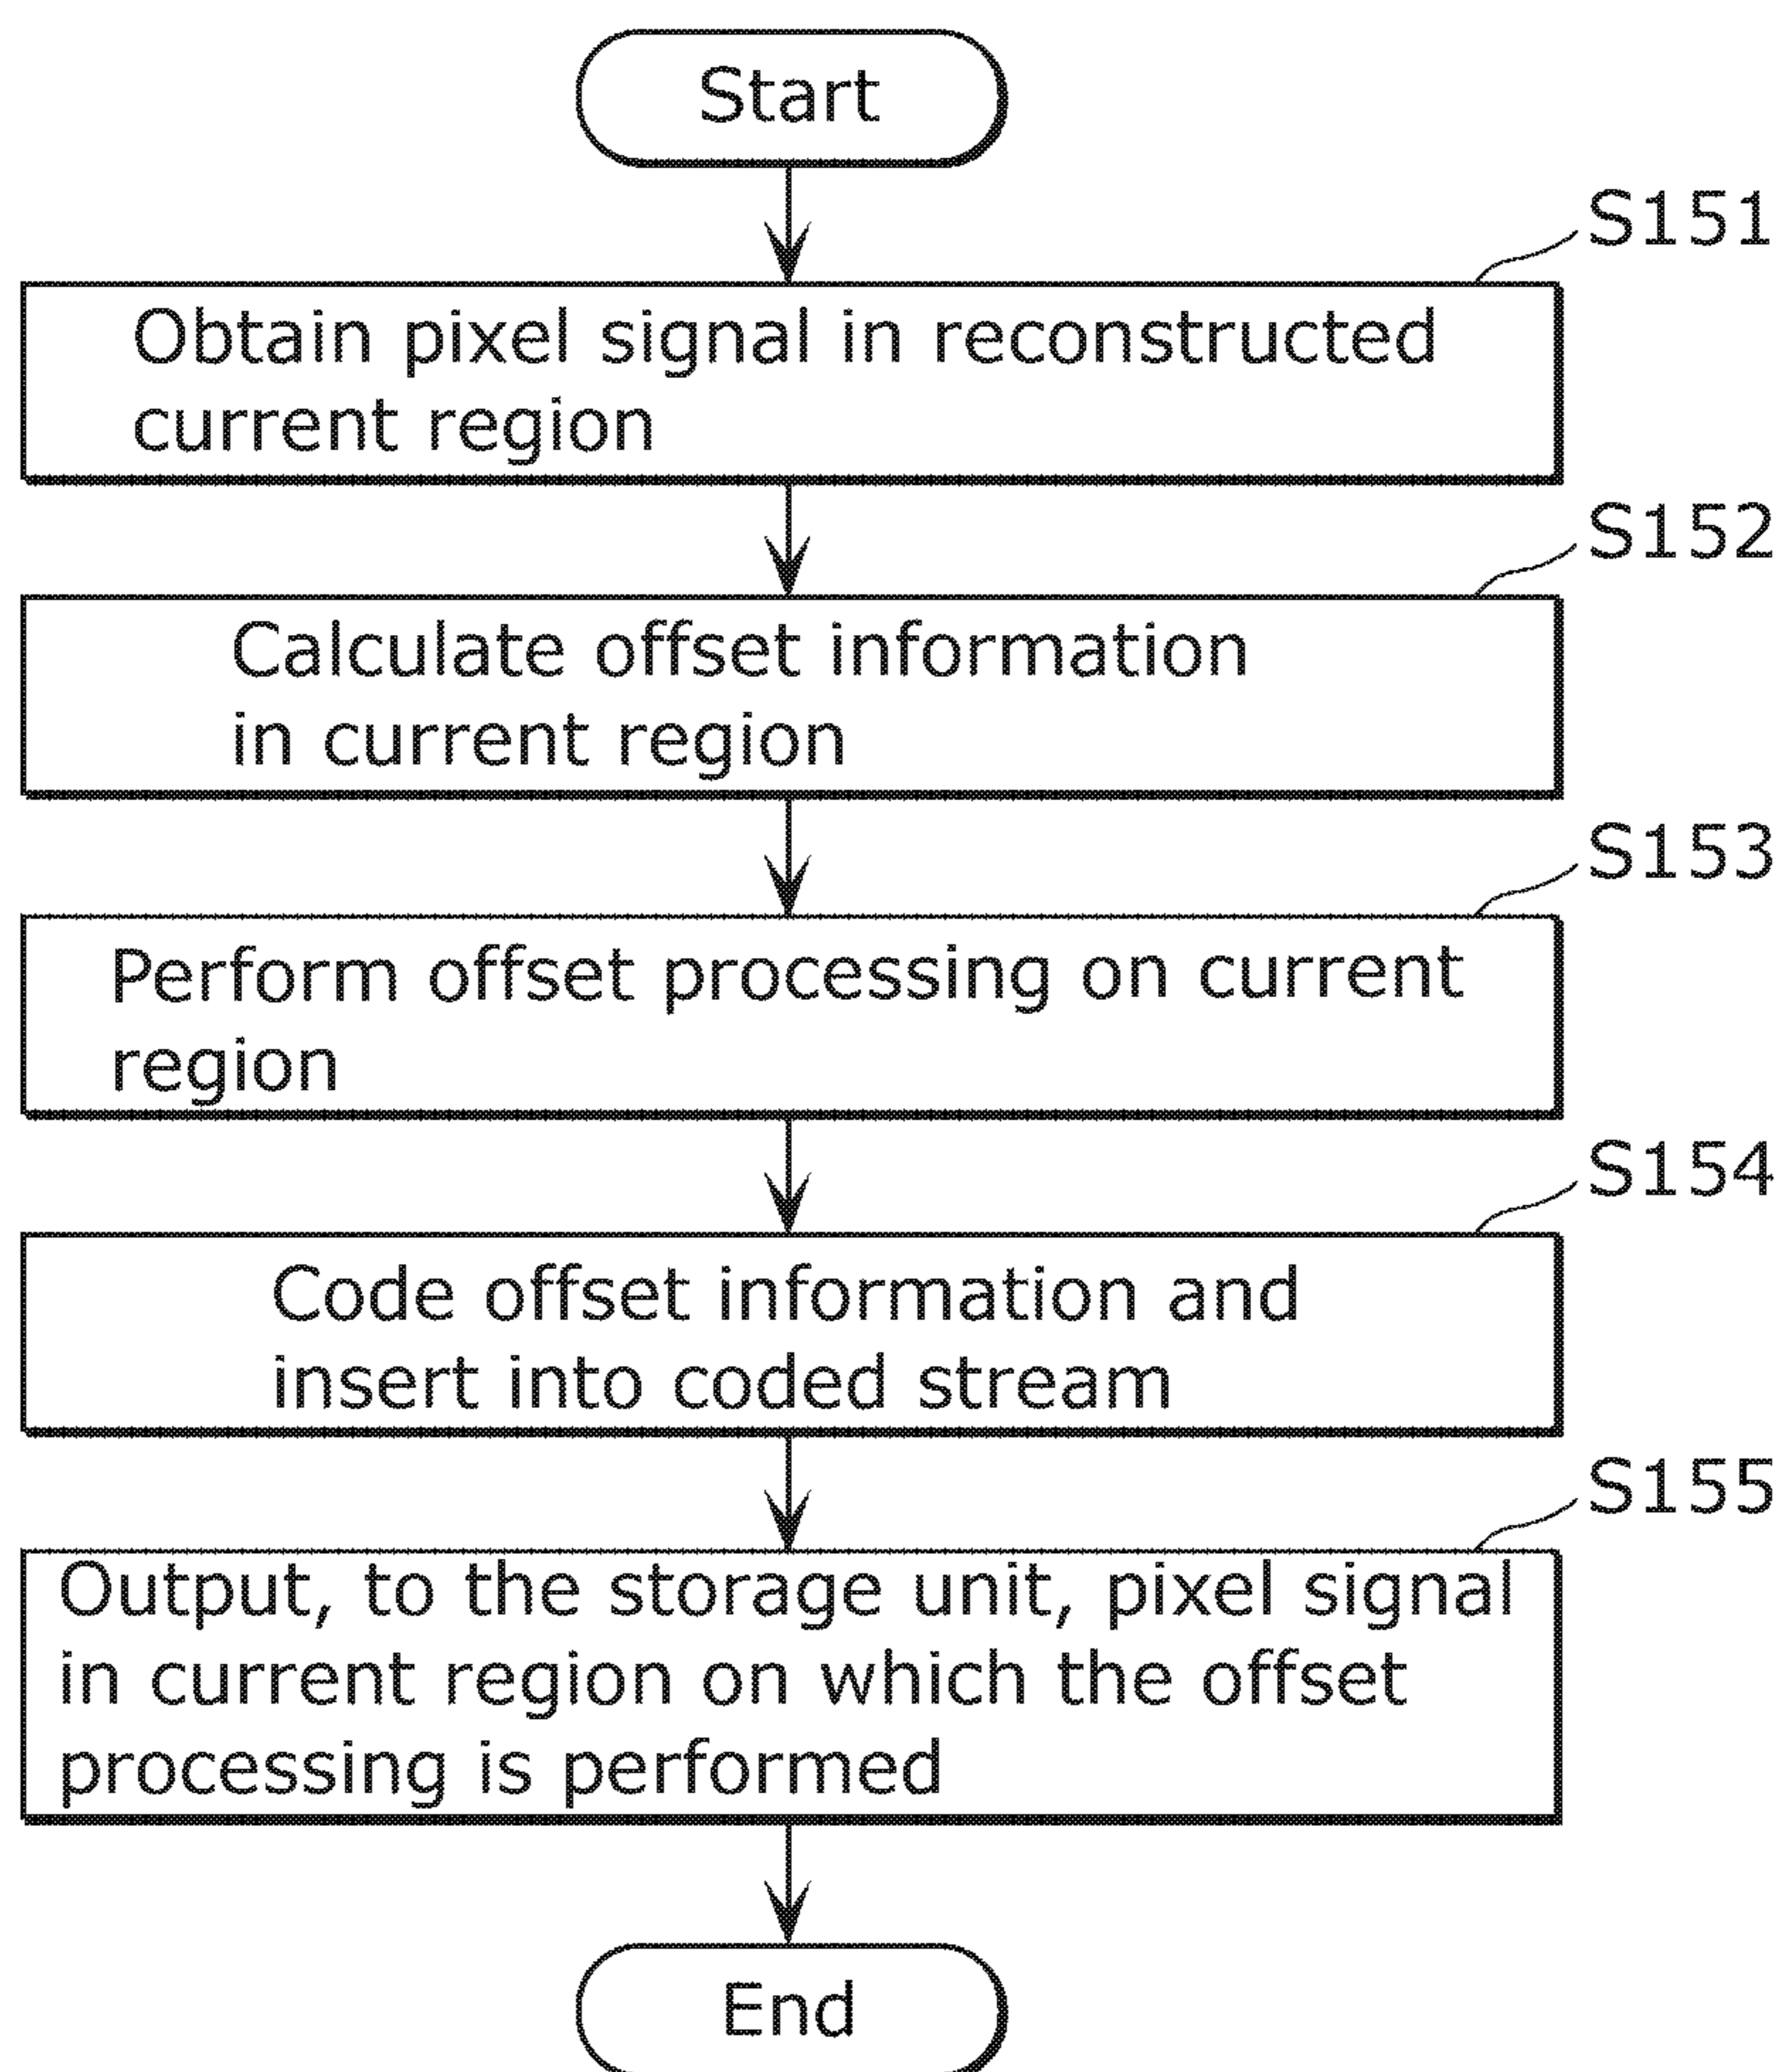 Start
S151
Obtain pixel signal in reconstructed
current region
S152
Calculate offset information
in current region
S153
Perform offset processing on current
region
S154
Code offset information and
insert into coded stream
S155
Output, to the storage unit, pixel signal
in current region on which the offset
processing is performed
End